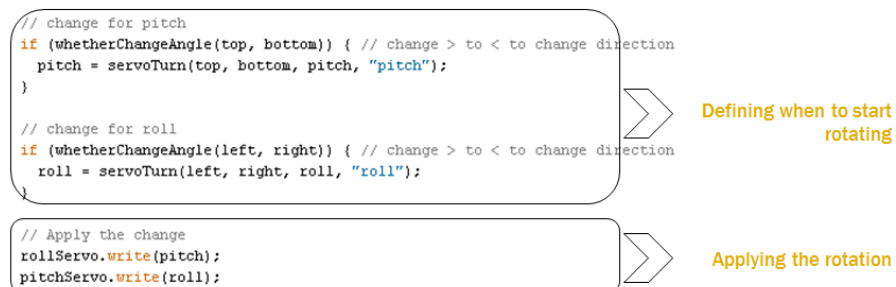 // change for pitch
if (whetherChangeAngle(top, bottom)) { // change > to < to change direction
pitch = servoTurn(top, bottom, pitch, "pitch");
}
// change for roll
if (whetherChangeAngle(left, right)) { // change > to < to change direction
roll = servoTurn(left, right, roll, "roll");
}
Defining when to start
rotating
// Apply the change
rollServo.write(pitch);
pitchServo.write(roll);
Applying the rotation